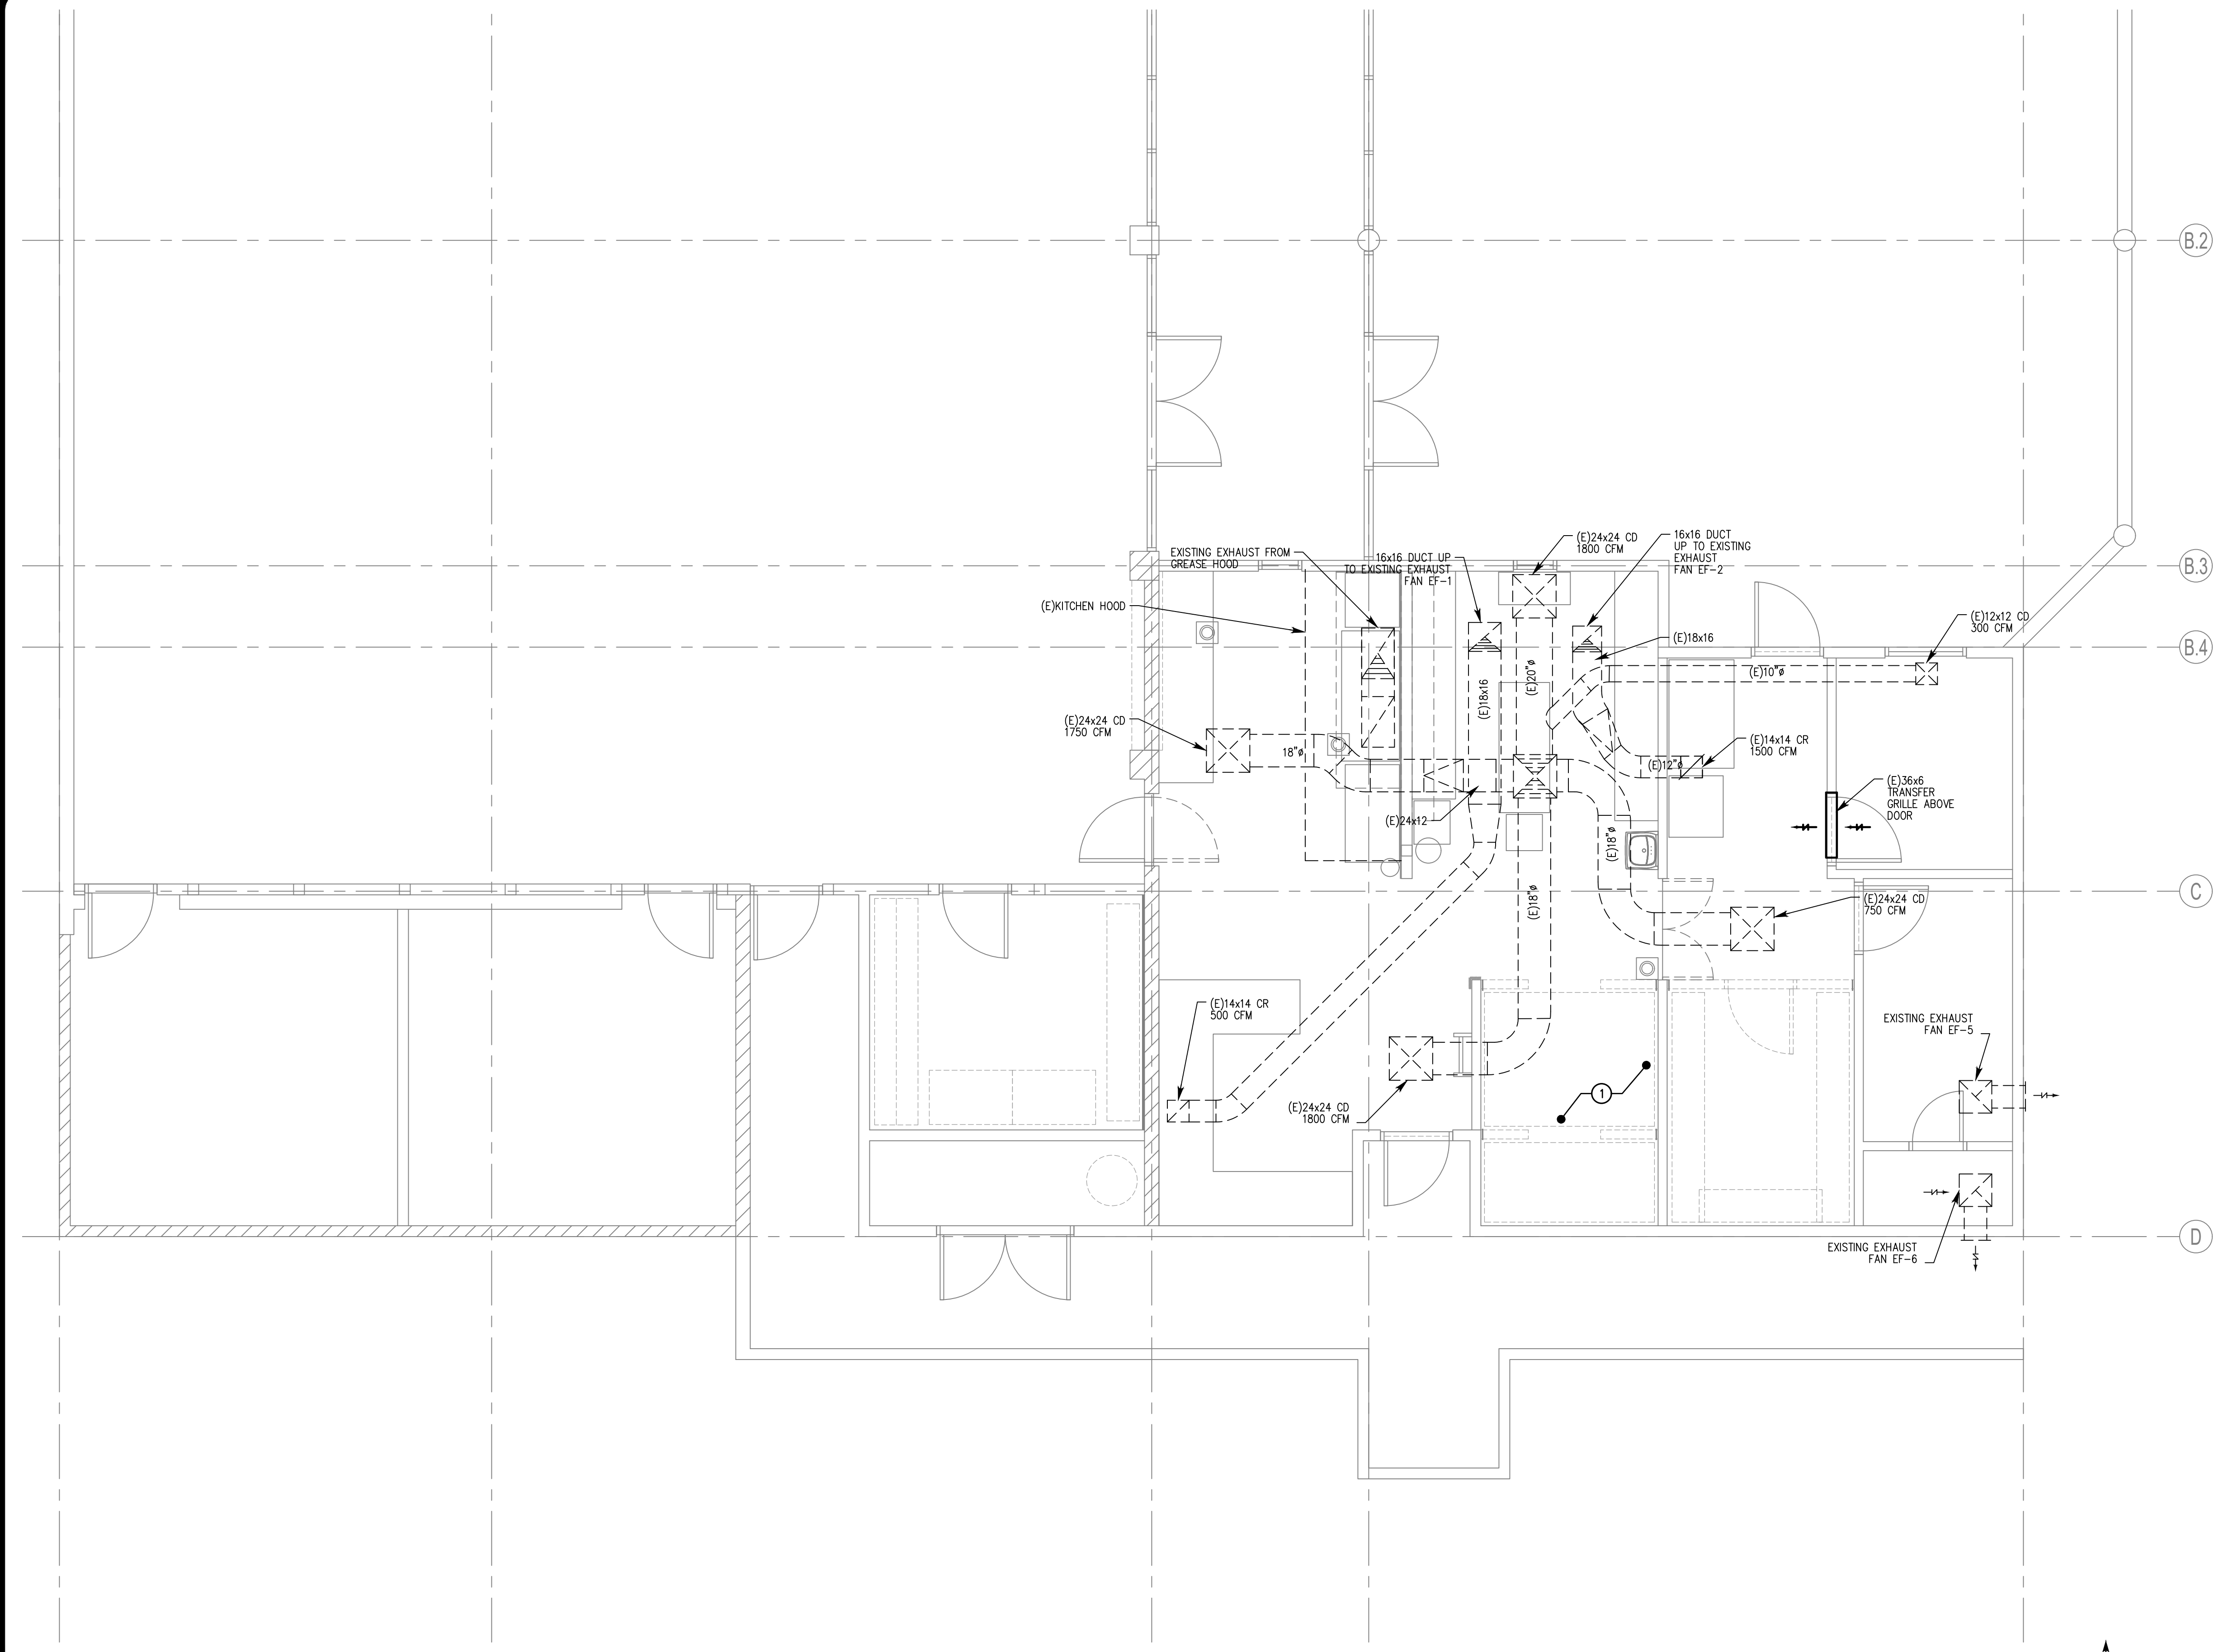 B.2
(E)24x24 CD
1800 CFM
16x16 DUCT
UP TO EXISTING
EXHAUST
FAN EF-2
EXISTING EXHAUST FROM
GREASE HOOD
16x16 DUCT UP
TO EXISTING EXHAUST
FAN EF-1
B.3
(E)KITCHEN HOOD
(E)12x12 CD
300 CFM
(E)18x16
B.4
(E)10"ø
(E)20"ø
(E)18x16
(E)24x24 CD
1750 CFM
18"ø
(E)14x14 CR
1500 CFM
(E)12"ø
(E)36x6
TRANSFER
GRILLE ABOVE
DOOR
(E)24x12
(E)18"ø
(E)18"ø
C
(E)24x24 CD
750 CFM
(E)14x14 CR
500 CFM
EXISTING EXHAUST
FAN EF-5
1
(E)24x24 CD
1800 CFM
D
EXISTING EXHAUST
FAN EF-6